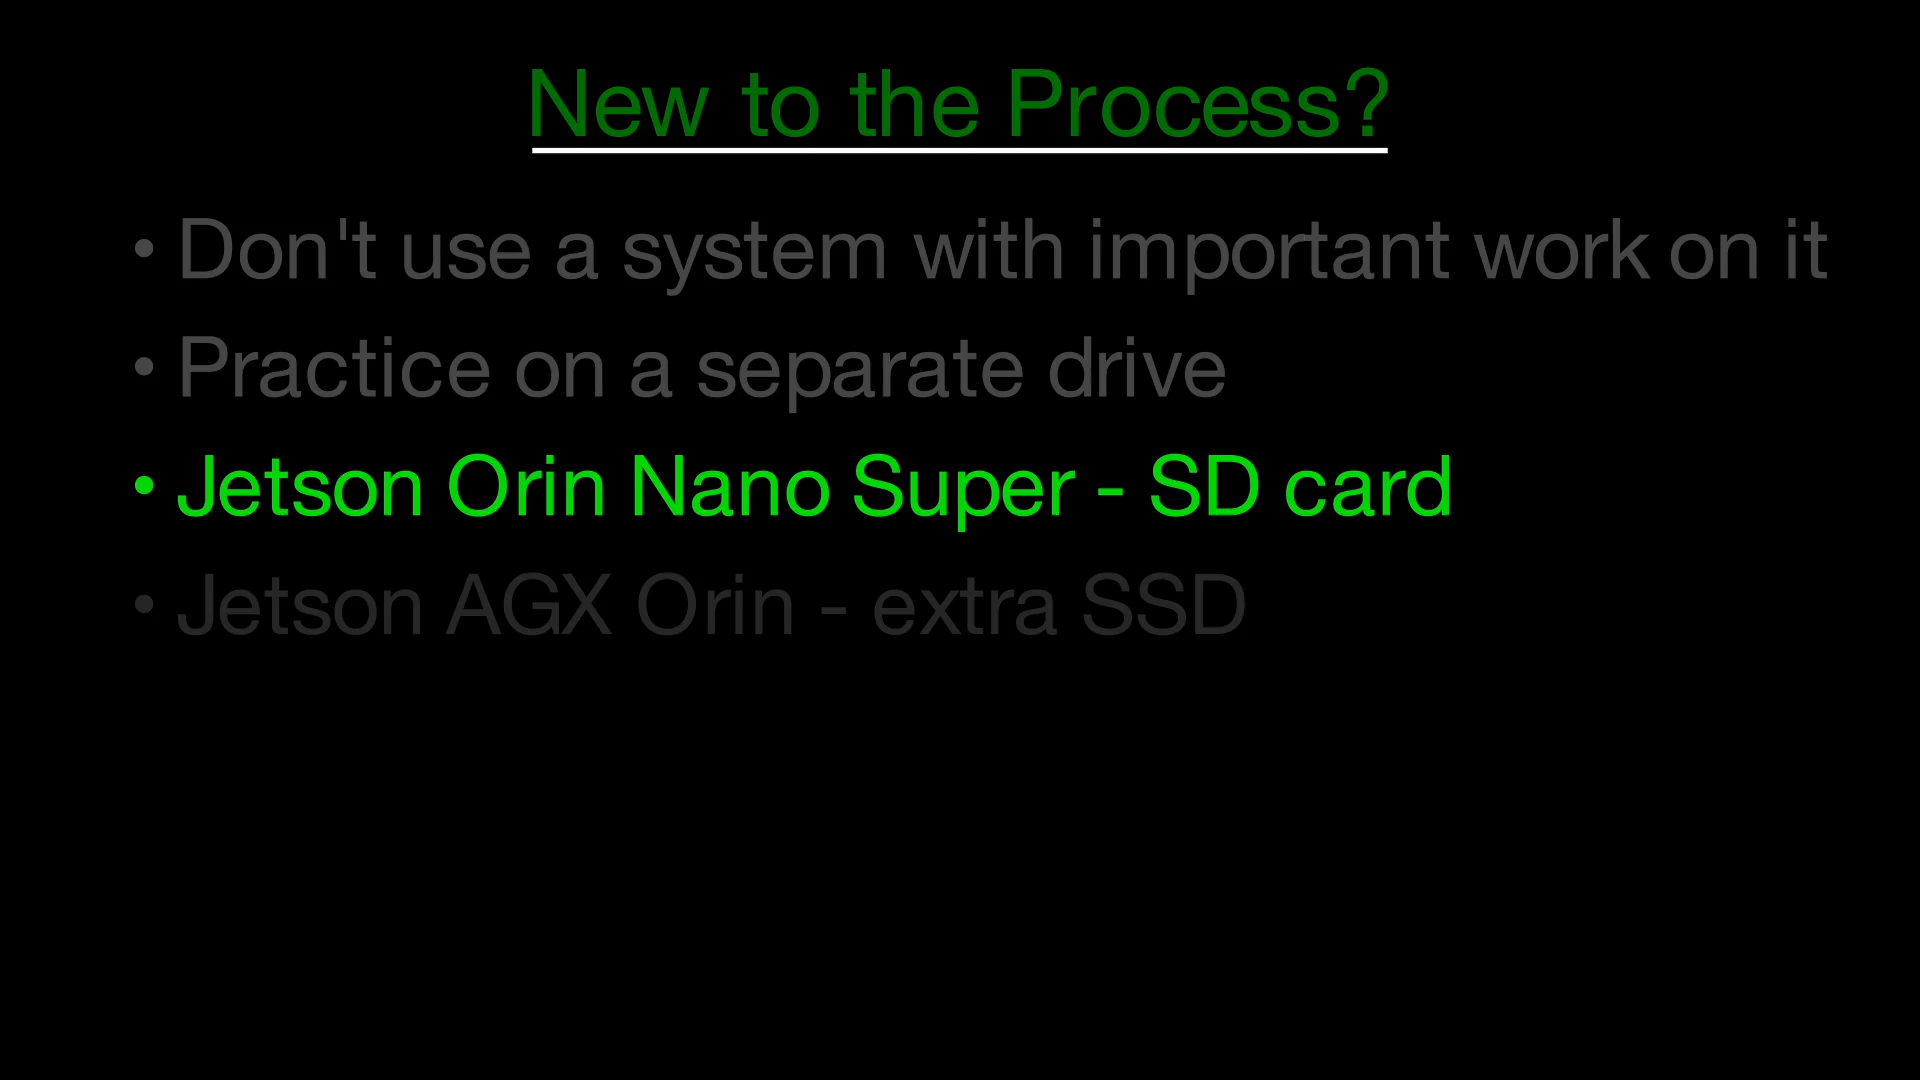 New to the Process?
• Don't use a system with important work on it
• Practice on a separate drive
• Jetson Orin Nano Super - SD card
• Jetson AGX Orin - extra SSD